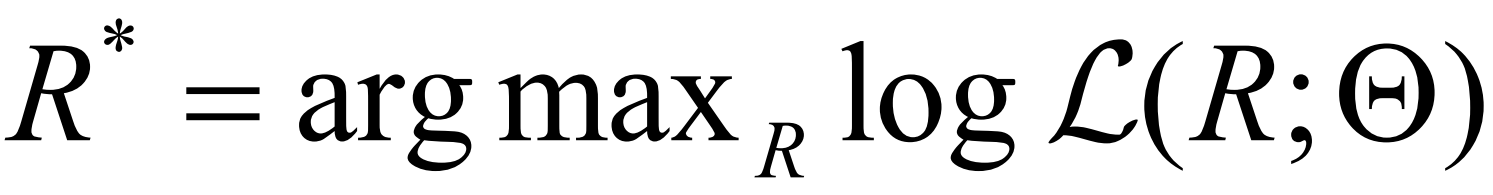 R* = arg max_R log ℒ(R; Θ)